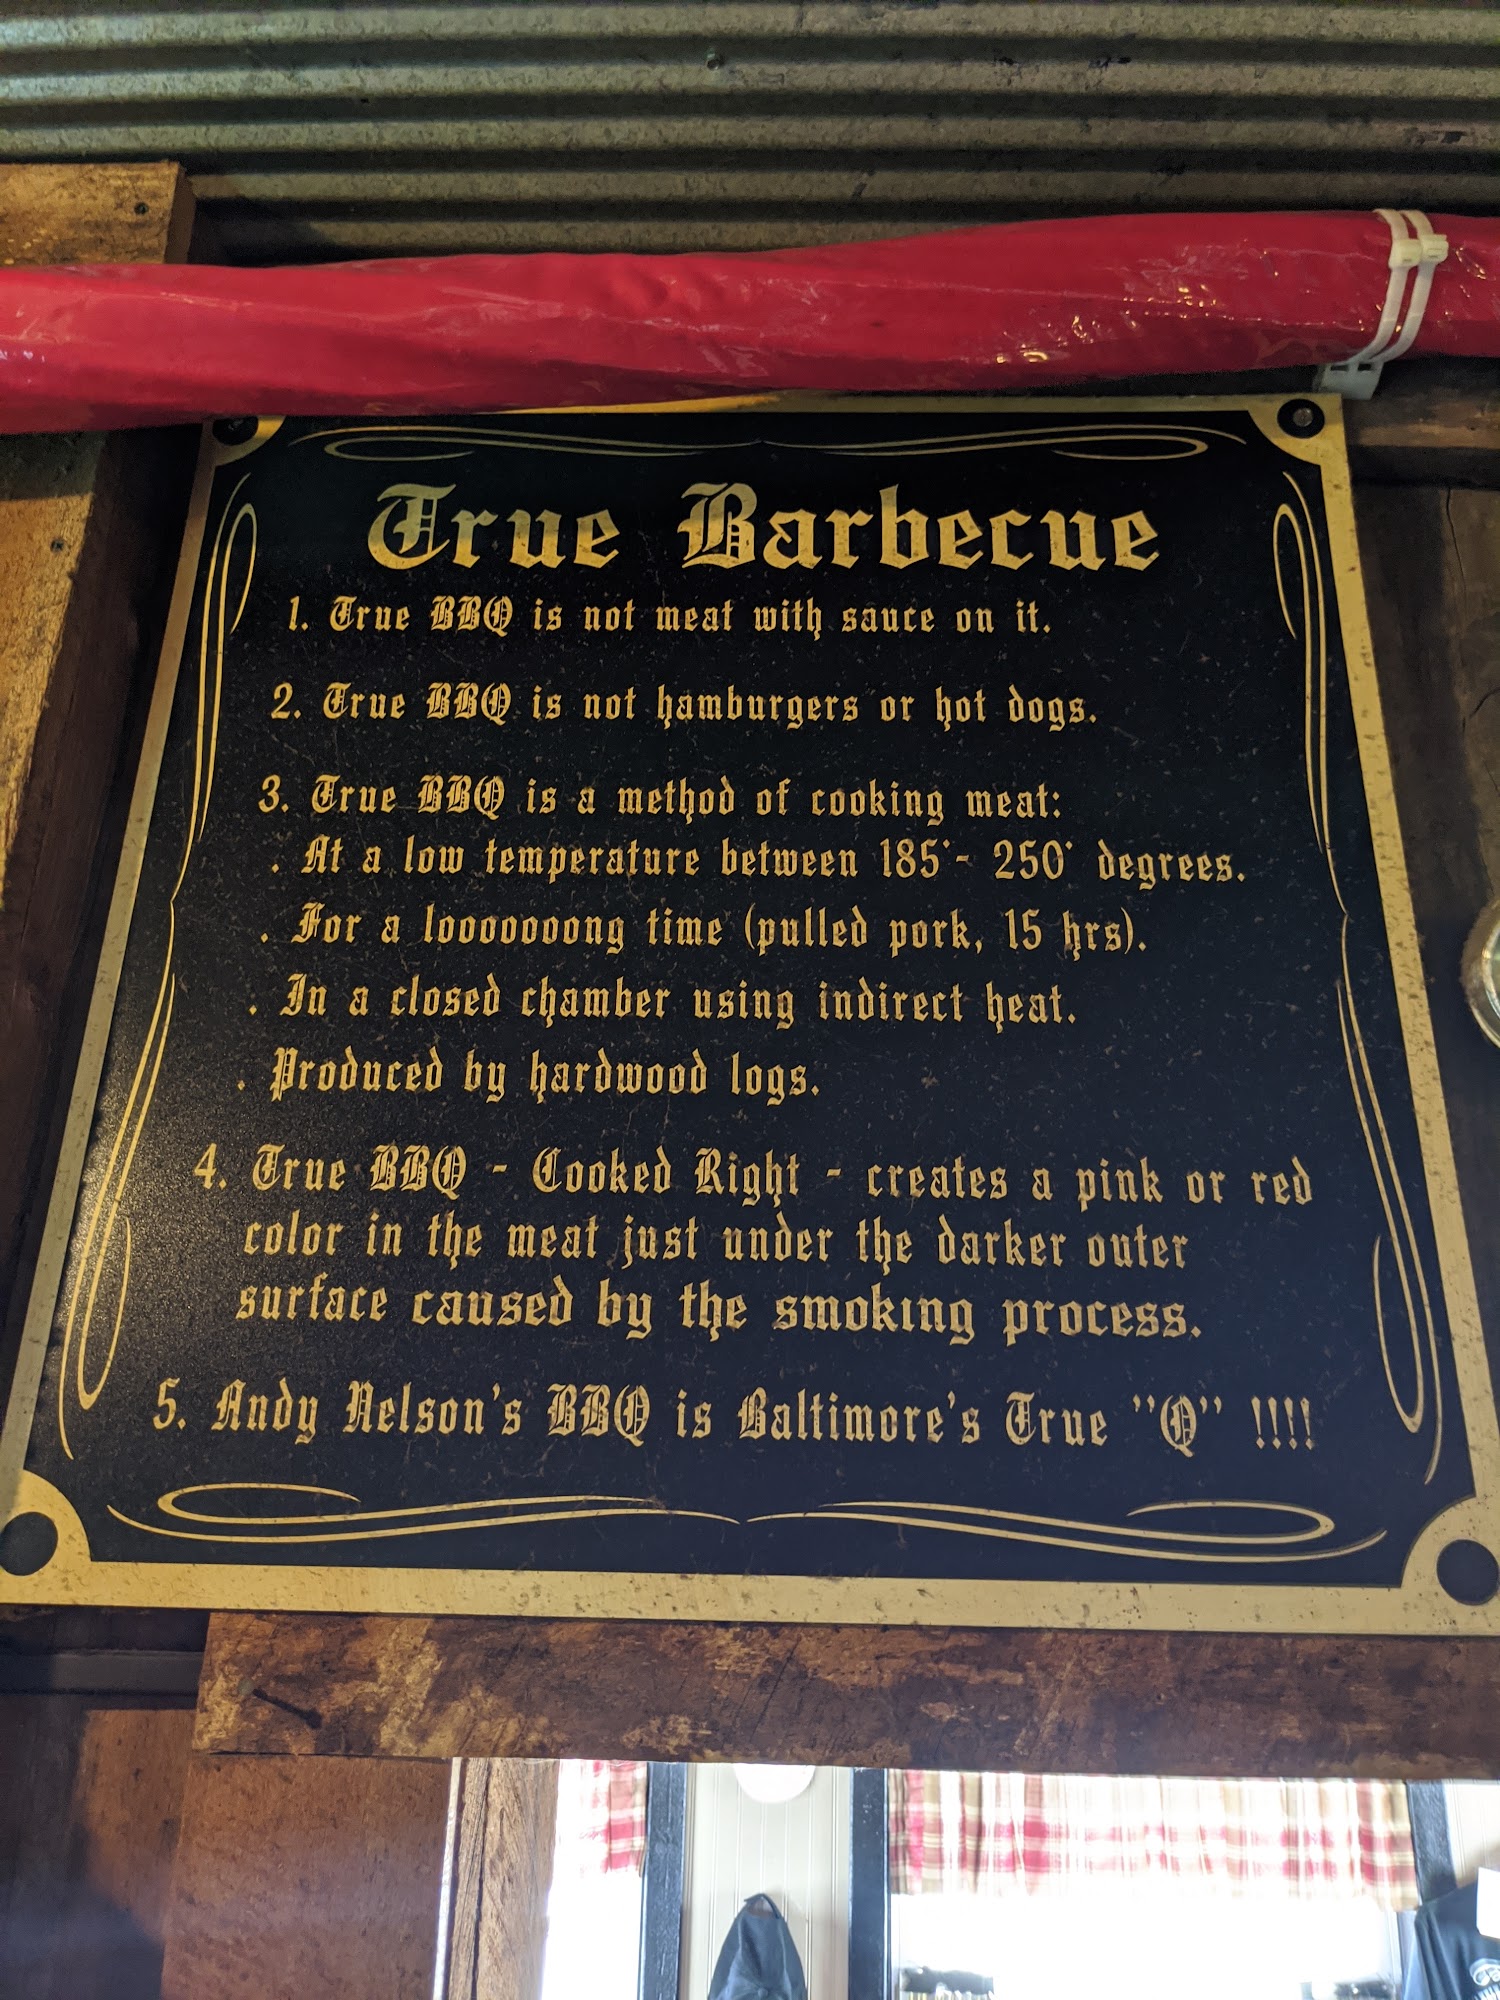 True Barbecue
1. True BBQ is not meat with sauce on it.
2. True BBQ is not hamburgers or hot dogs.
3. True BBQ is a method of cooking meat:
. At a low temperature between 185°- 250° degrees.
. For a loooooooong time (pulled pork, 15 hrs).
. In a closed chamber using indirect heat.
. Produced by hardwood logs.
4. True BBQ - Cooked Right - creates a pink or red
color in the meat just under the darker outer
surface caused by the smoking process.
5. Andy Nelson's BBQ is Baltimore's True "Q" !!!!